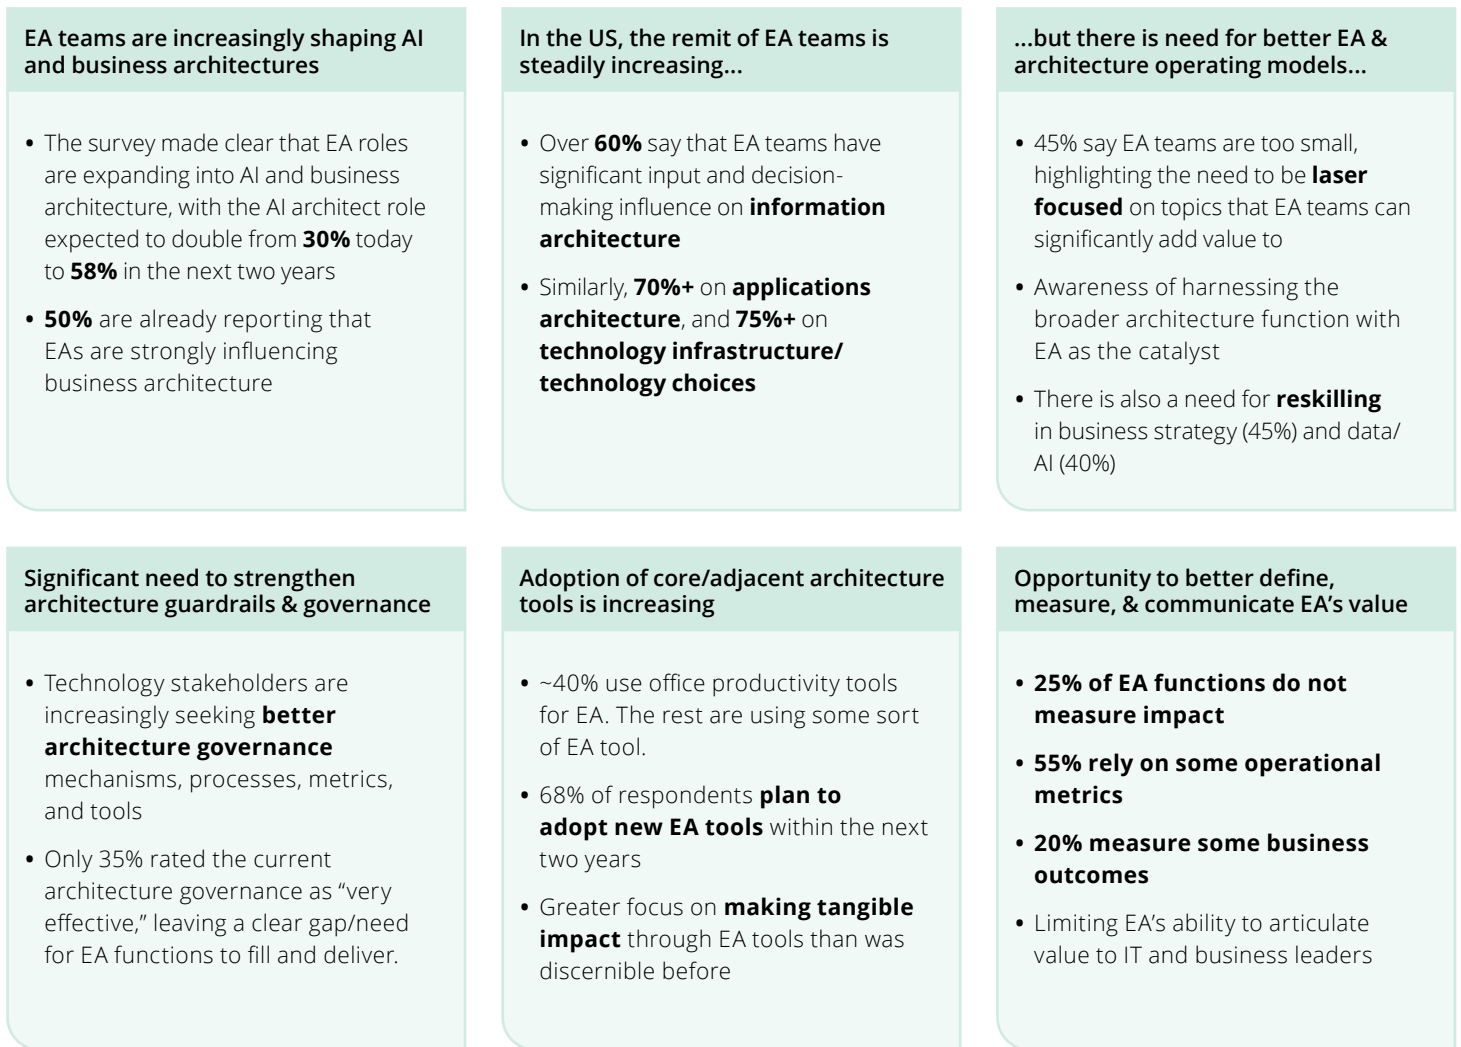 EA teams are increasingly shaping AI
and business architectures
• The survey made clear that EA roles
are expanding into AI and business
architecture, with the AI architect role
expected to double from 30% today
to 58% in the next two years
• 50% are already reporting that
EAs are strongly influencing
business architecture
In the US, the remit of EA teams is
steadily increasing...
• Over 60% say that EA teams have
significant input and decision-
making influence on information
architecture
• Similarly, 70%+ on applications
architecture, and 75%+ on
technology infrastructure/
technology choices
...but there is need for better EA &
architecture operating models...
• 45% say EA teams are too small,
highlighting the need to be laser
focused on topics that EA teams can
significantly add value to
• Awareness of harnessing the
broader architecture function with
EA as the catalyst
• There is also a need for reskilling
in business strategy (45%) and data/
AI (40%)
Significant need to strengthen
architecture guardrails & governance
• Technology stakeholders are
increasingly seeking better
architecture governance
mechanisms, processes, metrics,
and tools
• Only 35% rated the current
architecture governance as “very
effective,” leaving a clear gap/need
for EA functions to fill and deliver.
Adoption of core/adjacent architecture
tools is increasing
• ~40% use office productivity tools
for EA. The rest are using some sort
of EA tool.
• 68% of respondents plan to
adopt new EA tools within the next
two years
• Greater focus on making tangible
impact through EA tools than was
discernible before
Opportunity to better define,
measure, & communicate EA’s value
• 25% of EA functions do not
measure impact
• 55% rely on some operational
metrics
• 20% measure some business
outcomes
• Limiting EA’s ability to articulate
value to IT and business leaders